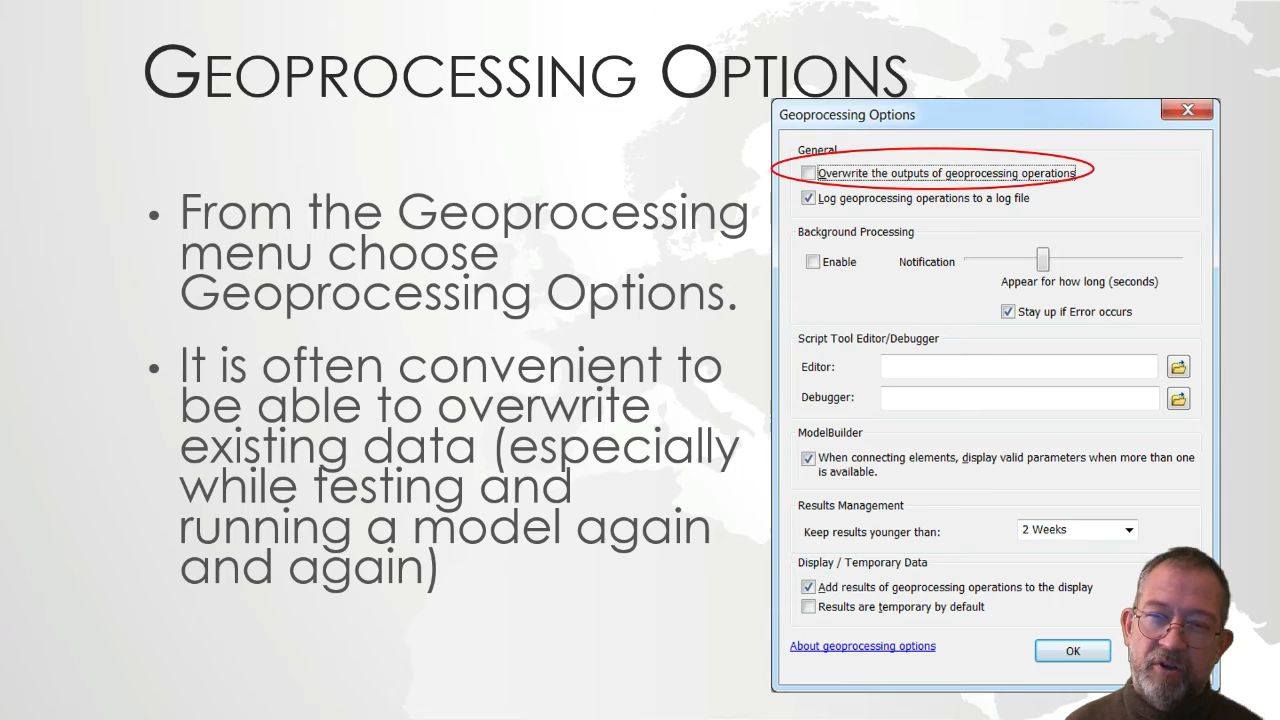 GEOPROCESSING OPTIONS
• From the Geoprocessing
menu choose
Geoprocessing Options.
• It is often convenient to
be able to overwrite
existing data (especially
while testing and
running a model again
and again)
Geoprocessing Options
General
Overwrite the outputs of geoprocessing operations
Log geoprocessing operations to a log file
Background Processing
Enable
Notification
Appear for how long (seconds)
Stay up if Error occurs
Script Tool Editor/Debugger
Editor:
Debugger:
ModelBuilder
When connecting elements, display valid parameters when more than one
is available.
Results Management
Keep results younger than:
2 Weeks
Display / Temporary Data
Add results of geoprocessing operations to the display
Results are temporary by default
About geoprocessing options
OK